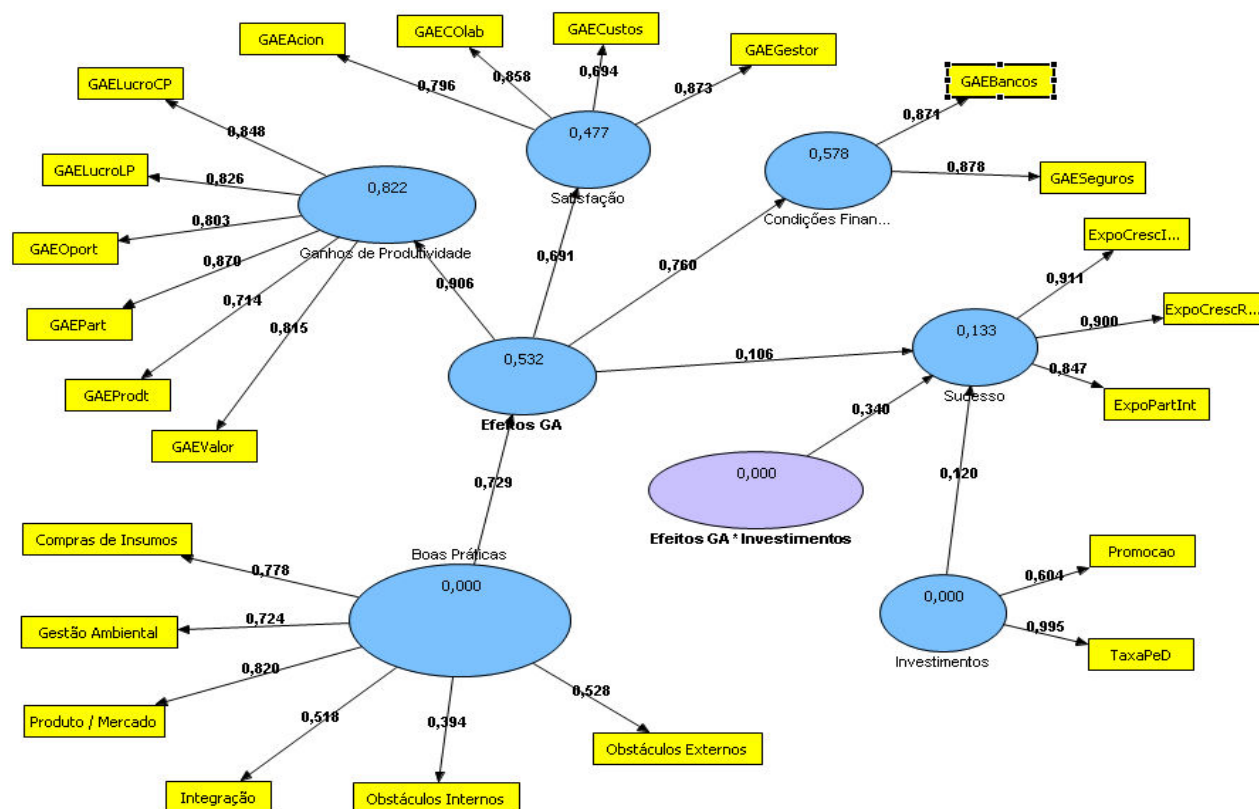 GAEAcion
GAECOlab
GAECustos
GAEGestor
GAELucroCP
GAEBancos
0,796
0,858
0,694
0,873
0,871
0,848
0,477
0,578
GAELucroLP
0,826
0,822
0,878
GAESeguros
Satisfação
Condições Finan...
0,803
GAEOport
Ganhos de Produtividade
ExpoCrescI...
0,870
0,691
0,760
0,911
0,906
0,714
ExpoCrescR...
GAEPart
0,815
0,133
0,900
0,532
0,106
0,847
GAEProdt
Sucesso
ExpoPartInt
Efeitos GA
0,340
GAEValor
0,000
0,120
0,729
Efeitos GA * Investimentos
Compras de Insumos
Boas Práticas
Promocao
0,778
0,000
0,604
0,000
Gestão Ambiental
0,724
0,995
0,820
Investimentos
TaxaPeD
0,528
Produto / Mercado
0,518
0,394
Obstáculos Externos
Integração
Obstáculos Internos